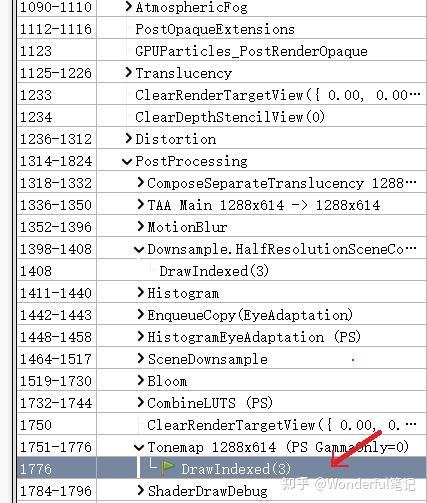 1090-1110 AtmosphericFog
1112-1116 PostOpaqueExtensions
1123 GPUParticles_PostRenderOpaque
1125-1226 Translucency
1233 ClearRenderTargetView({ 0.00, 0.00···
1234 ClearDepthStencilView(0)
1236-1312 Distortion
1314-1824 PostProcessing
1318-1332 ComposeSeparateTranslucency 1288···
1336-1350 TAA Main 1288x614 -> 1288x614
1352-1396 MotionBlur
1398-1408 Downsample.HalfResolutionSceneCo···
1408 DrawIndexed(3)
1411-1440 Histogram
1442-1443 EnqueueCopy(EyeAdaptation)
1448-1458 HistogramEyeAdaptation (PS)
1464-1517 SceneDownsample
1519-1730 Bloom
1732-1744 CombineLUTS (PS)
1750 ClearRenderTargetView({ 0.00, 0.···
1751-1776 Tonemap 1288x614 (PS GammaOnly=0)
1776 DrawIndexed(3)
1784-1796 ShaderDrawDebug
知乎 @Wonderful笔记